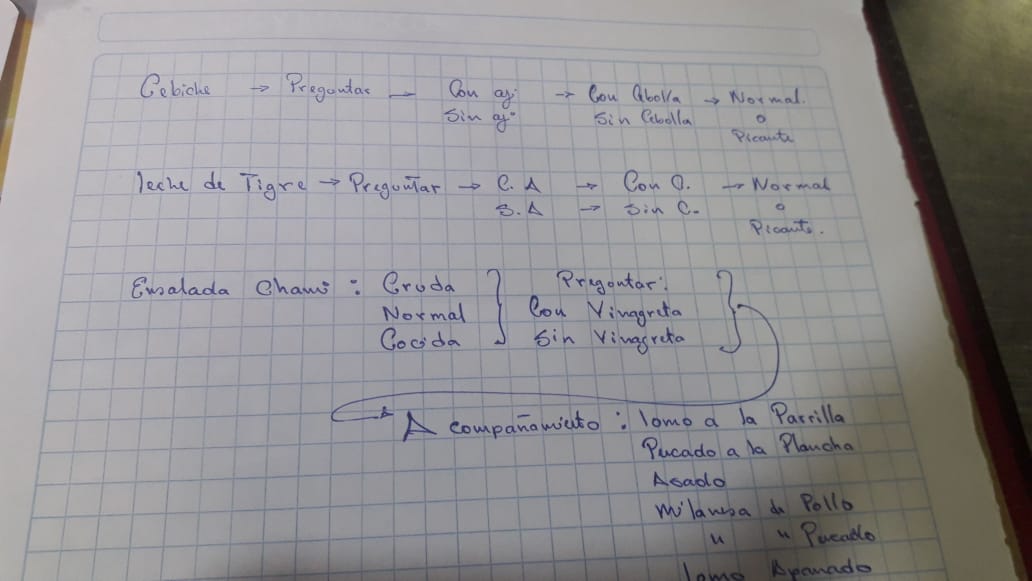 Cebiche → Preguntar — Con aji → Con Cebolla → Normal.
Sin aji Sin Cebolla o
Picante
leche de Tigre → Preguntar → C. A → Con C. → Normal
S. A → Sin C. o
Picante.
Ensalada Chami : Cruda Preguntar:
Normal Con Vinagreta
Cocida Sin Vinagreta
Acompañamiento : lomo a la Parrilla
Pescado a la Plancha
Asado
Milanesa de Pollo
" " Pescado
lomo Apanado